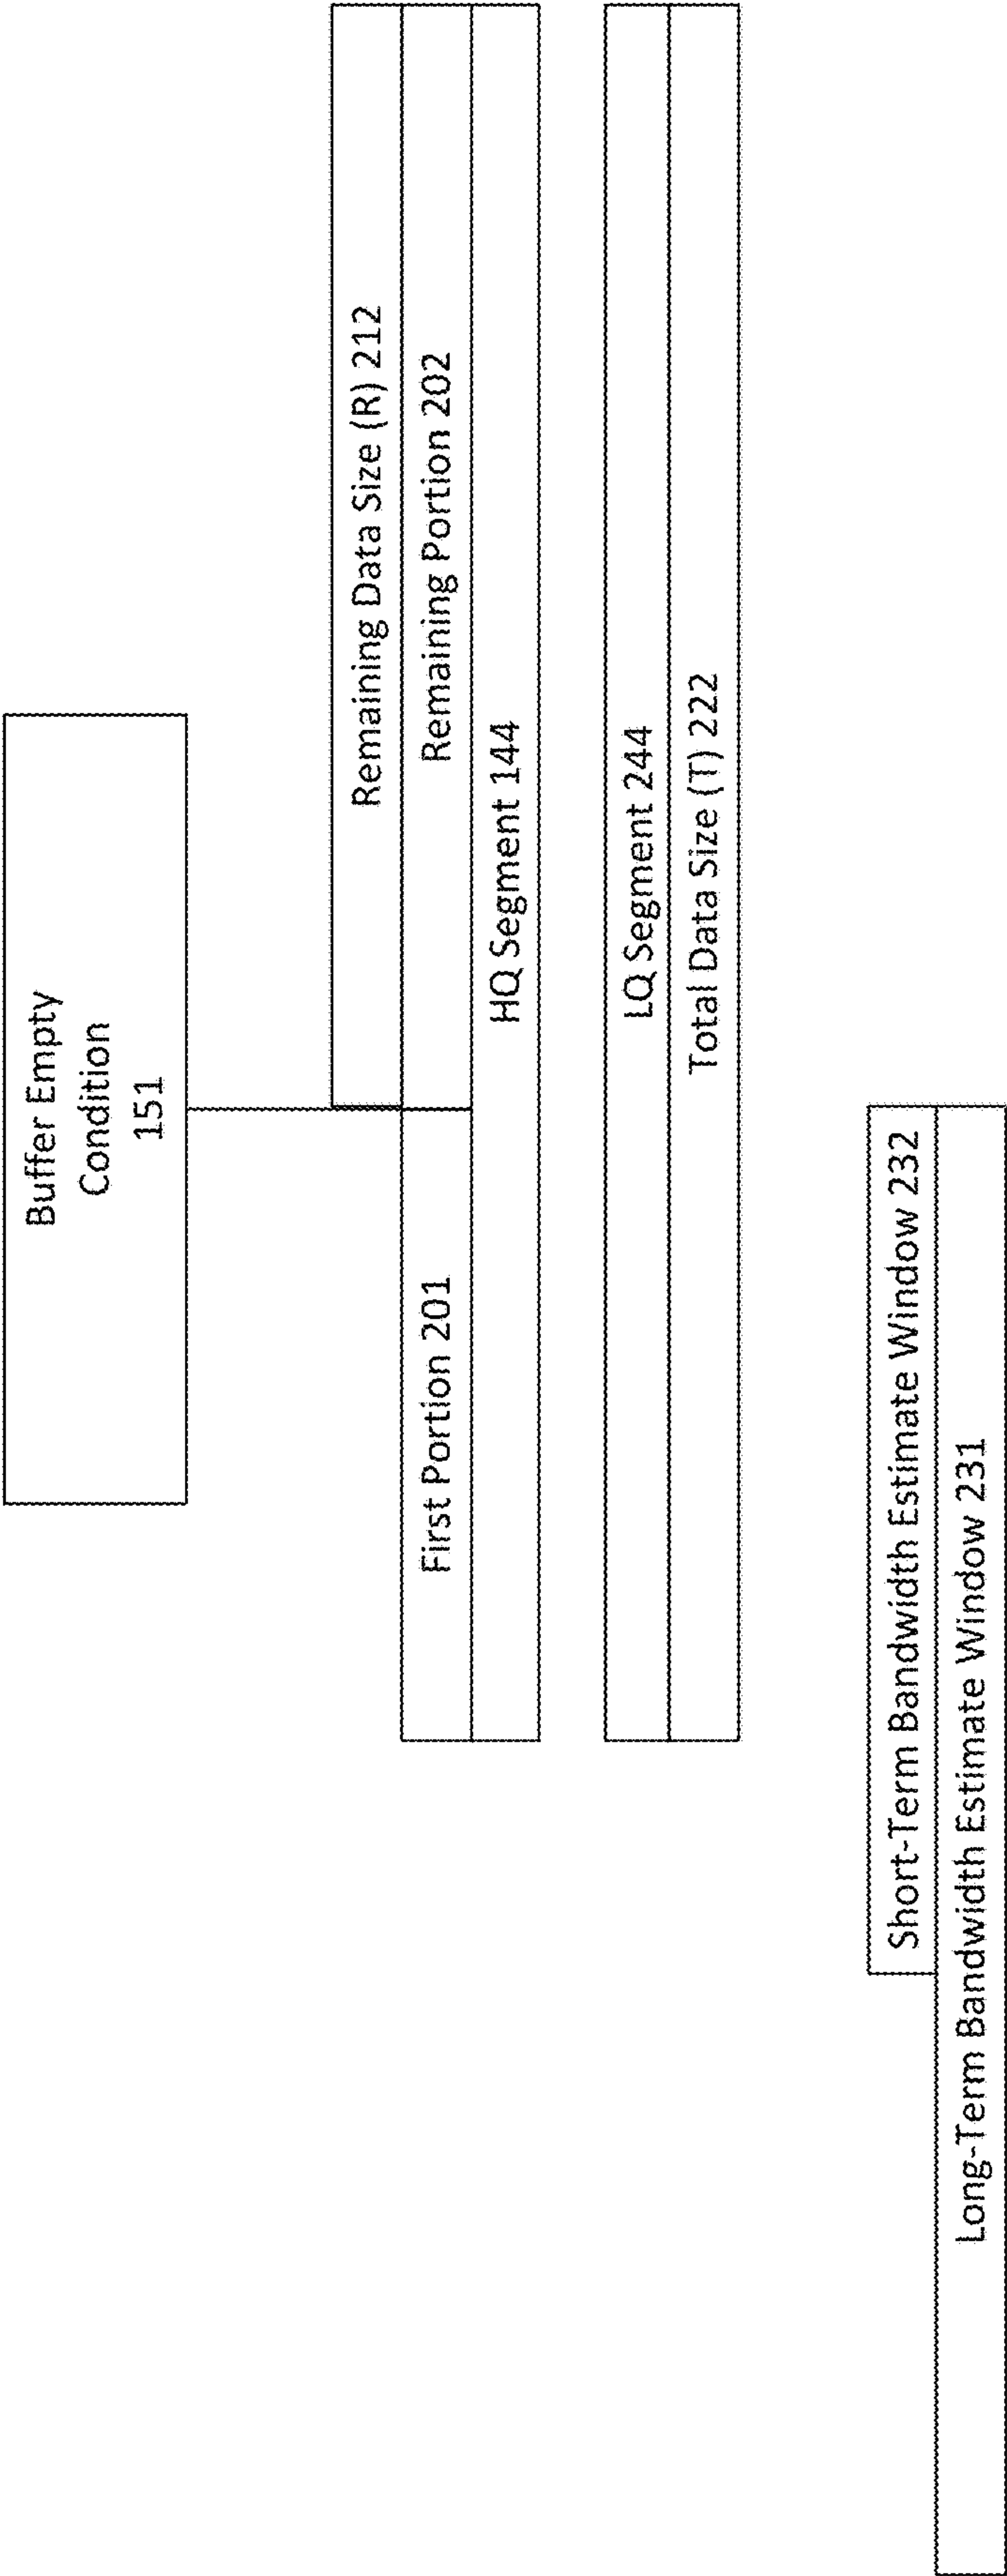 Buffer Empty
Condition
151
Remaining Data Size (R) 212
First Portion 201
Remaining Portion 202
HQ Segment 144
LQ Segment 244
Total Data Size (T) 222
Short-Term Bandwidth Estimate Window 232
Long-Term Bandwidth Estimate Window 231